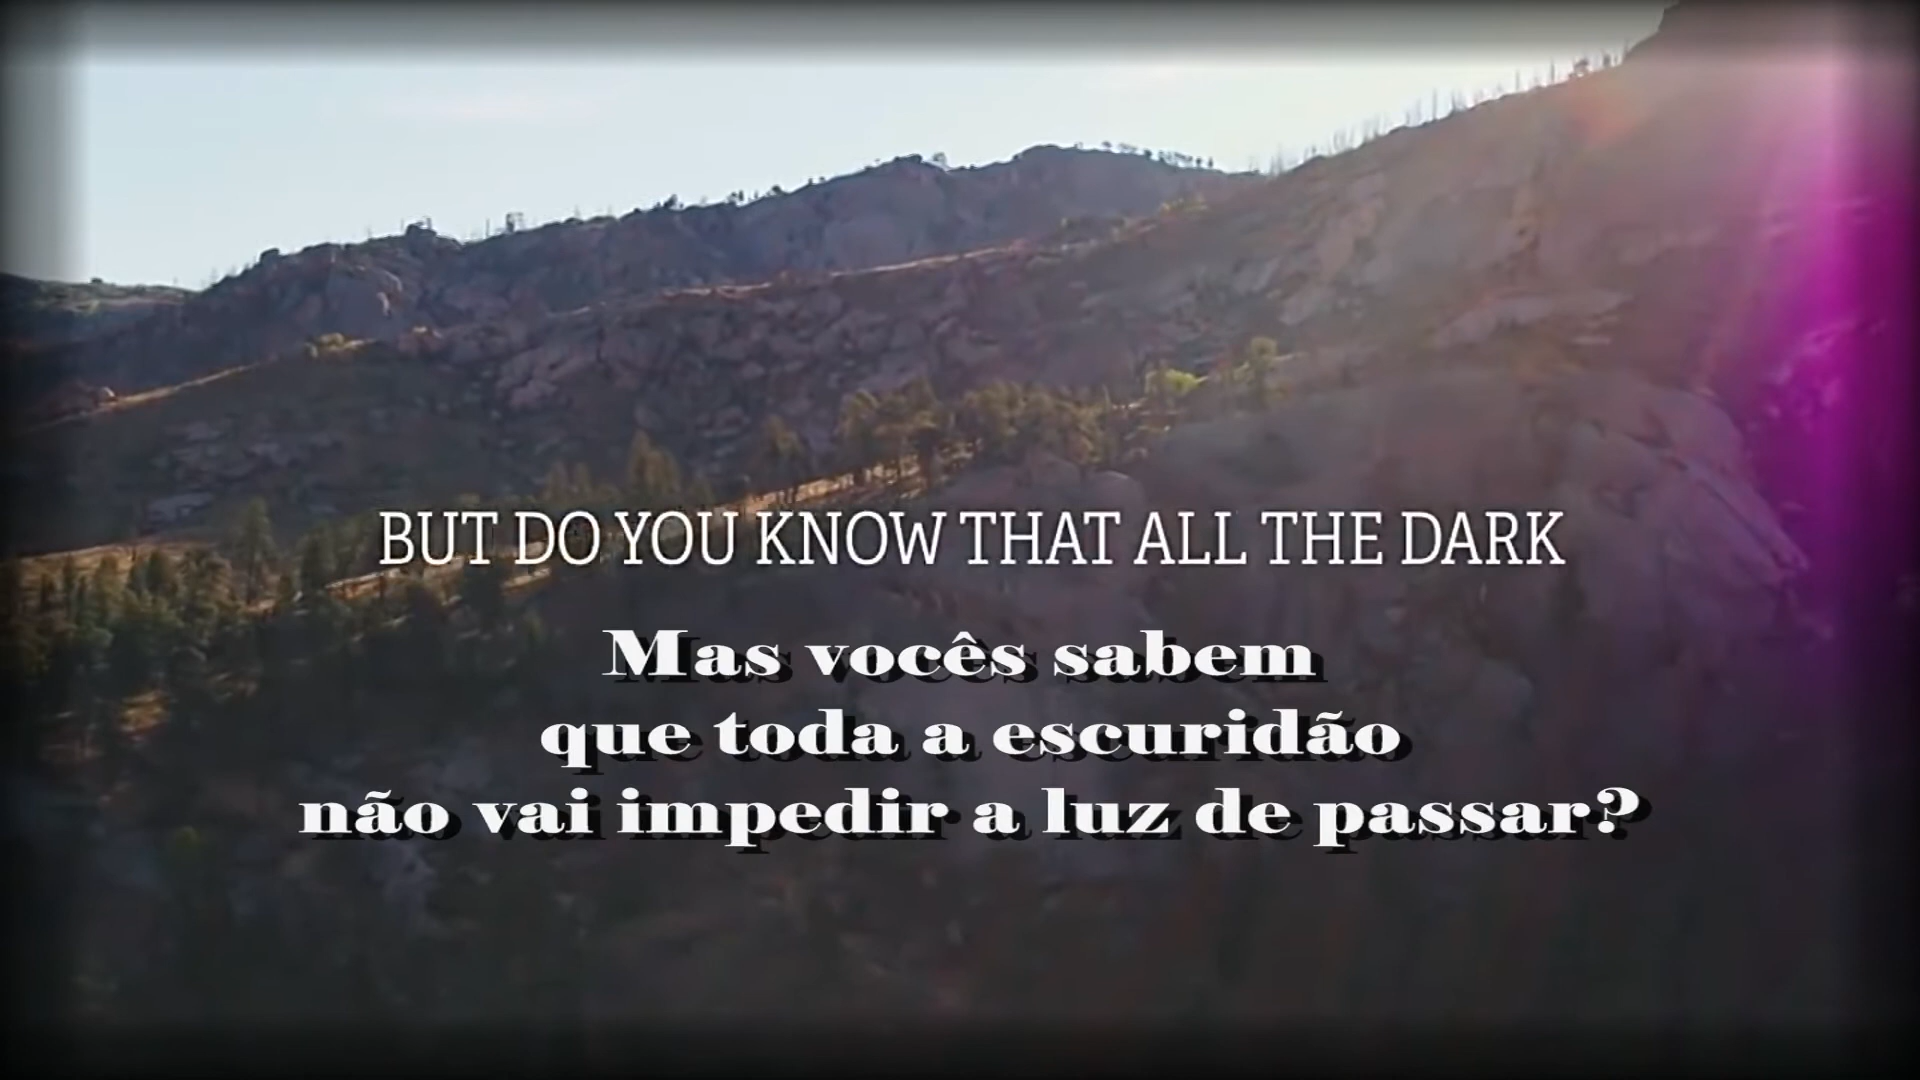 BUT DO YOU KNOW THAT ALL THE DARK
Mas vocês sabem
que toda a escuridão
não vai impedir a luz de passar?